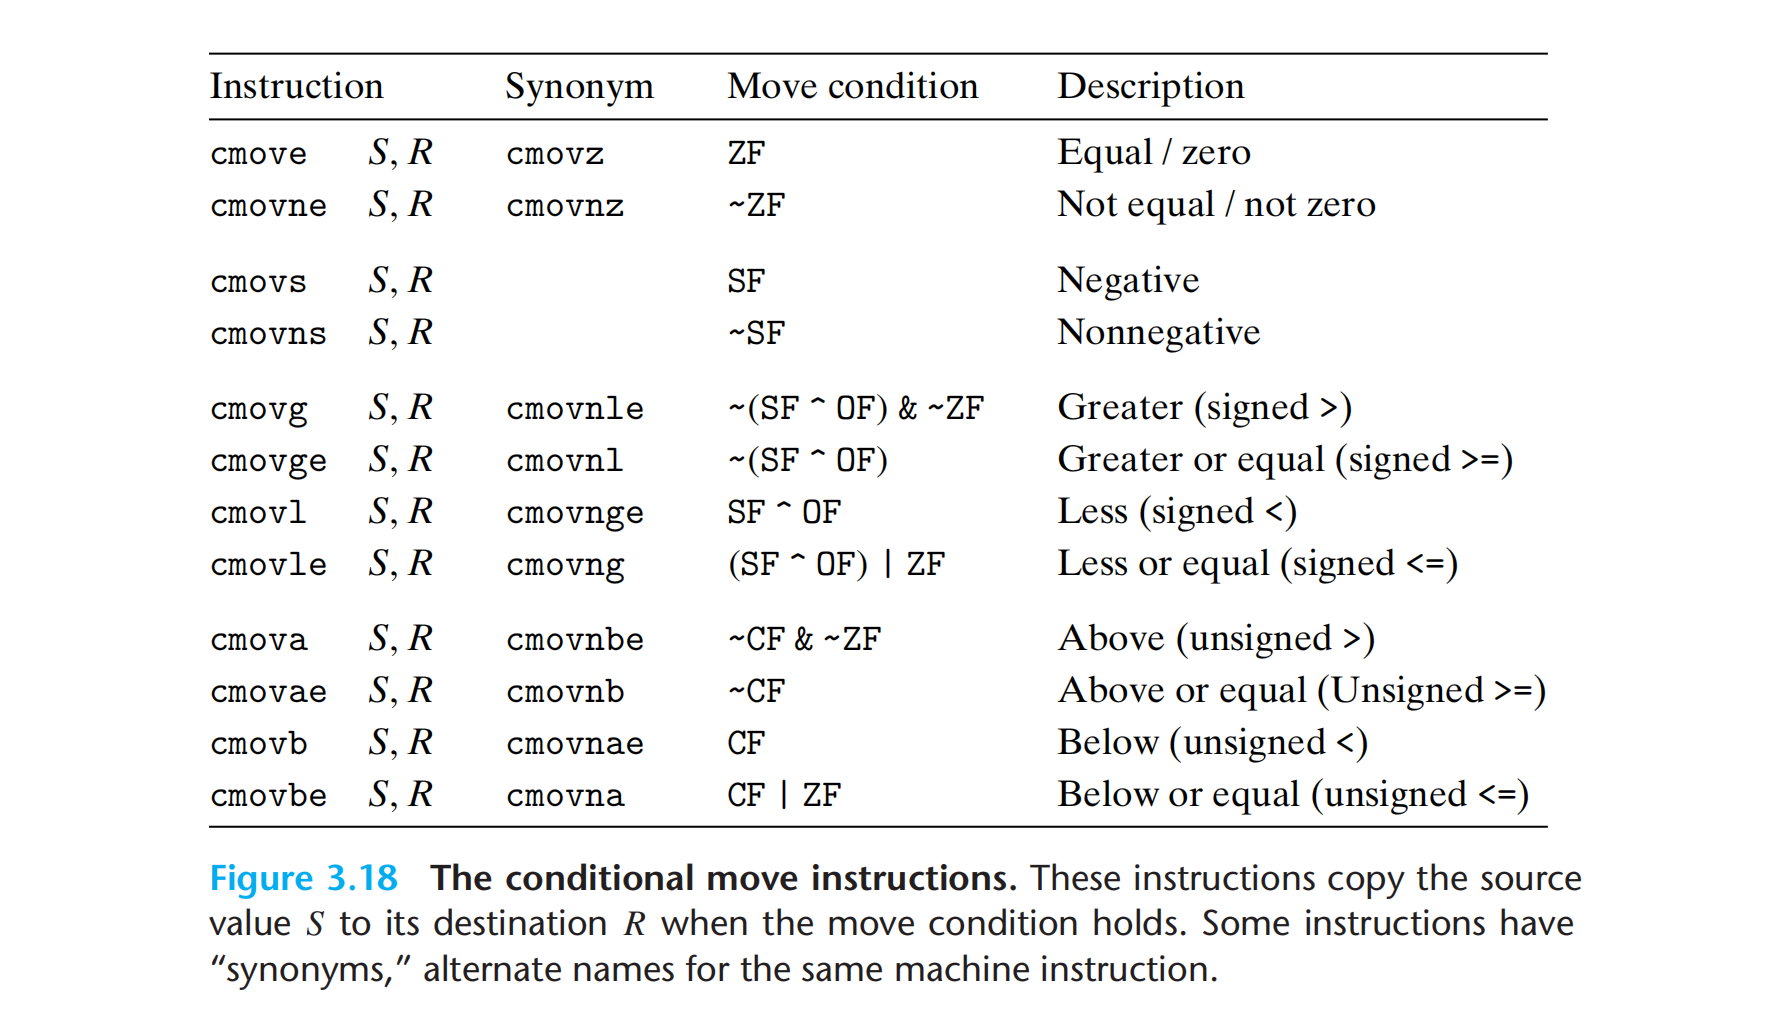 Instruction Synonym Move condition Description
cmove S, R cmovz ZF Equal / zero
cmovne S, R cmovnz ~ZF Not equal / not zero
cmovs S, R SF Negative
cmovns S, R ~SF Nonnegative
cmovg S, R cmovnle ~(SF ^ OF) & ~ZF Greater (signed >)
cmovge S, R cmovnl ~(SF ^ OF) Greater or equal (signed >=)
cmovl S, R cmovnge SF ^ OF Less (signed <)
cmovle S, R cmovng (SF ^ OF) | ZF Less or equal (signed <=)
cmova S, R cmovnbe ~CF & ~ZF Above (unsigned >)
cmovae S, R cmovnb ~CF Above or equal (Unsigned >=)
cmovb S, R cmovnae CF Below (unsigned <)
cmovbe S, R cmovna CF | ZF Below or equal (unsigned <=)
Figure 3.18 The conditional move instructions. These instructions copy the source
value S to its destination R when the move condition holds. Some instructions have
“synonyms,” alternate names for the same machine instruction.